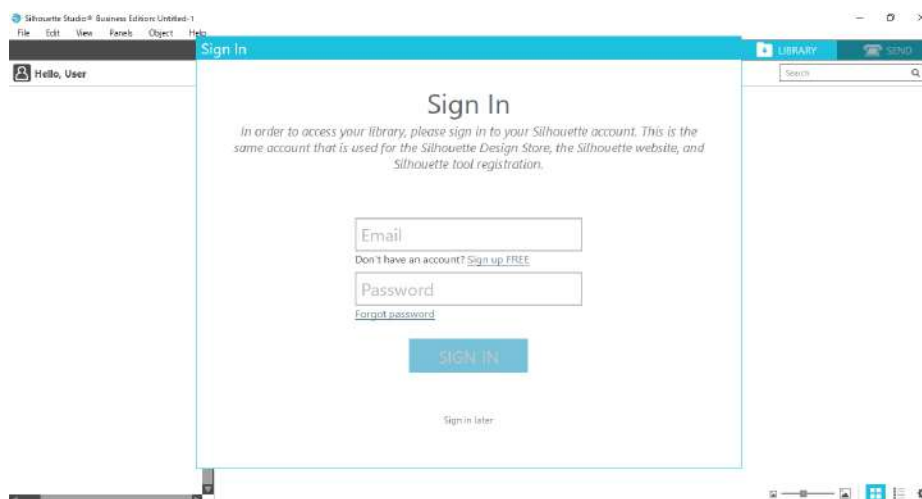 Silhouette Studio® Business Edition: Untitled-1
File Edit View Panels Object Help
Sign In
LIBRARY
SEND
Hello, User
Search
Sign In
In order to access your library, please sign in to your Silhouette account. This is the
same account that is used for the Silhouette Design Store, the Silhouette website, and
Silhouette tool registration.
Email
Don't have an account? Sign up FREE
Password
Forgot password
SIGN IN
Sign in later